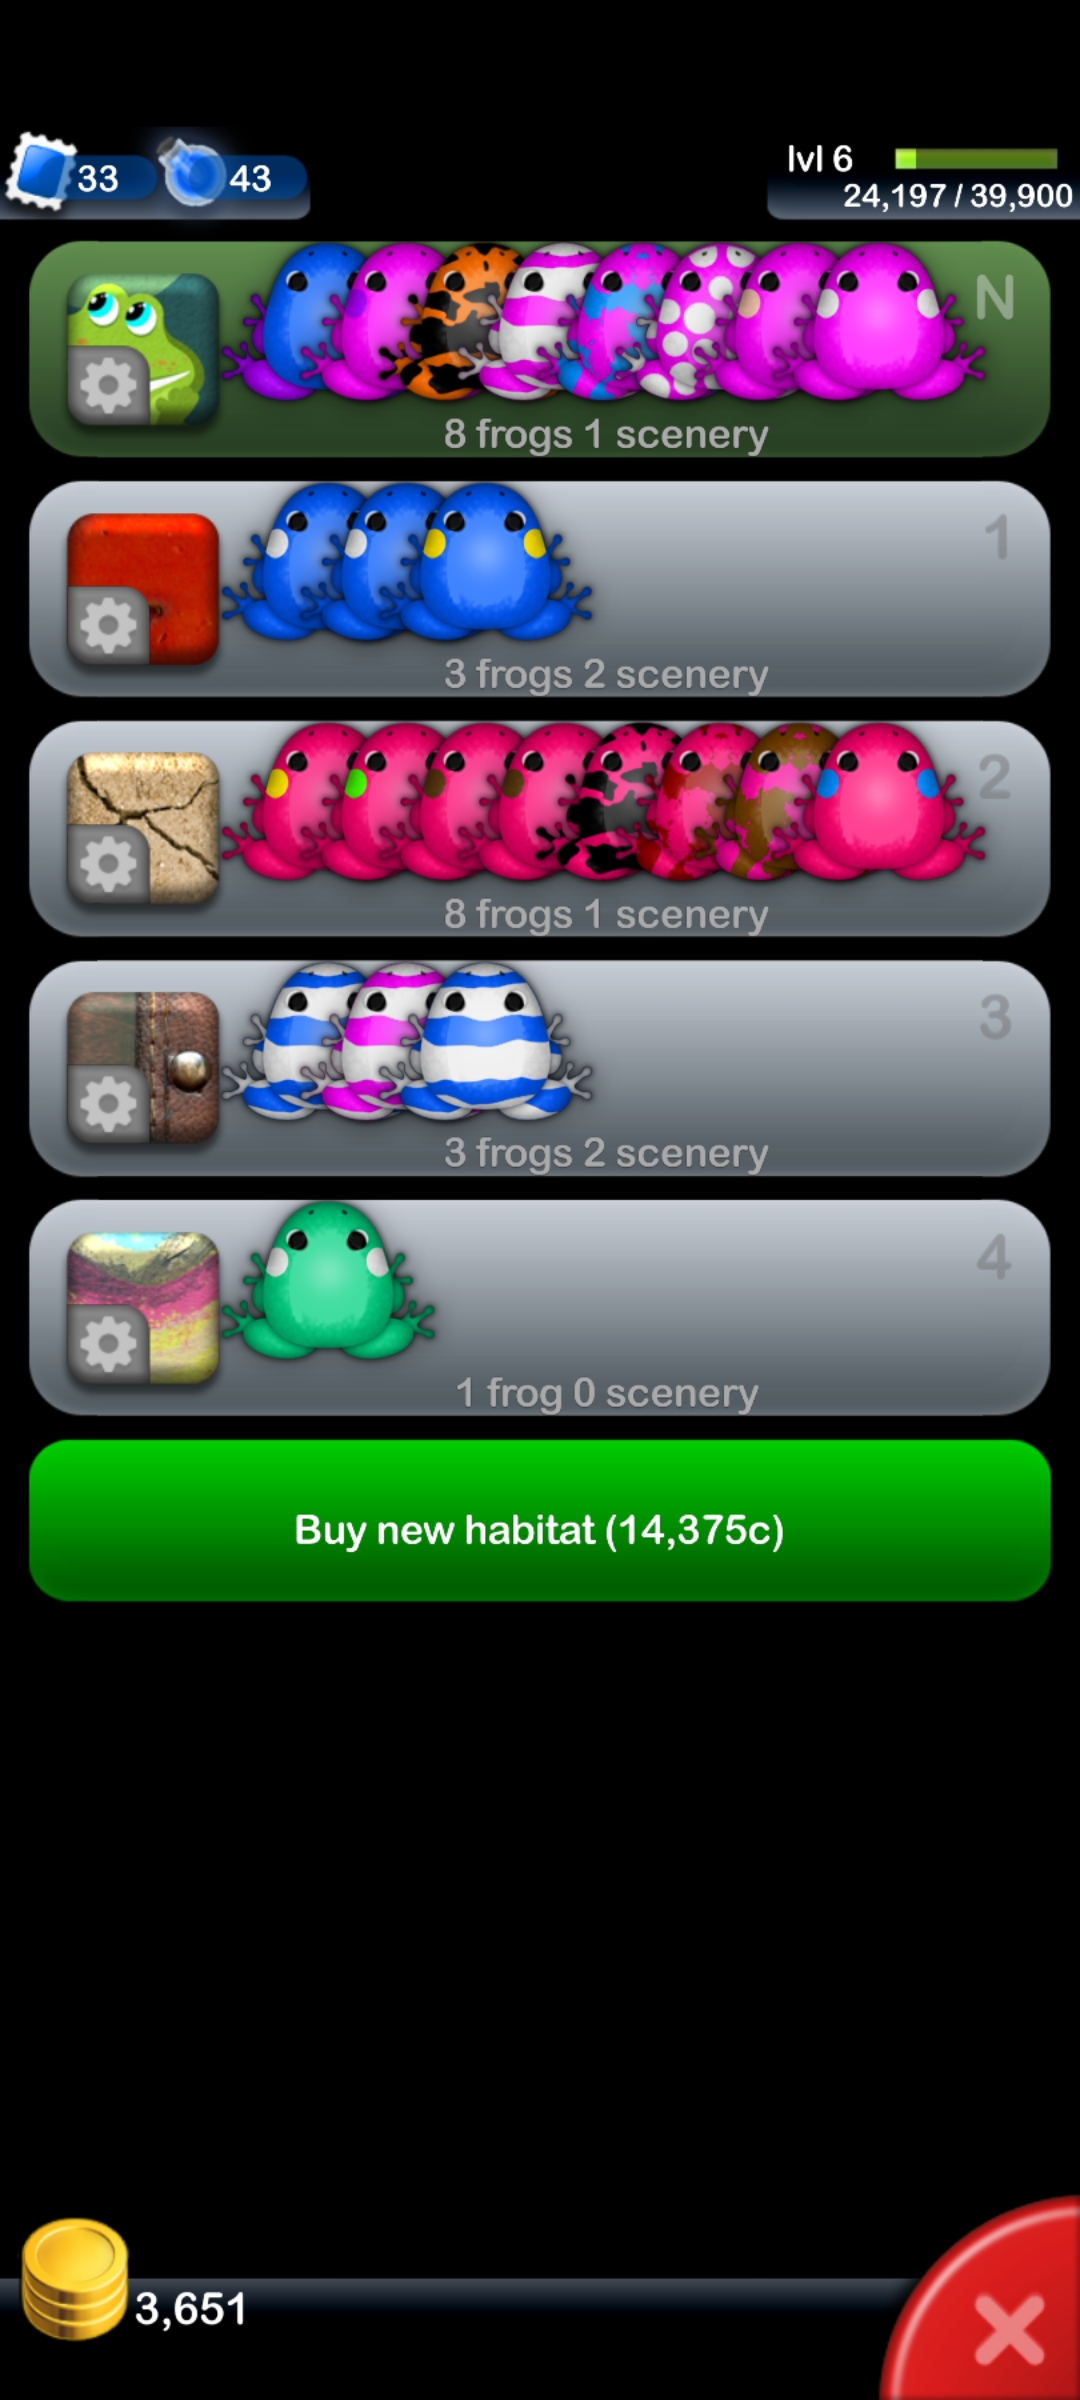 33
43
lvl 6
24,197 / 39,900
N
8 frogs 1 scenery
1
3 frogs 2 scenery
2
8 frogs 1 scenery
3
3 frogs 2 scenery
4
1 frog 0 scenery
Buy new habitat (14,375c)
3,651